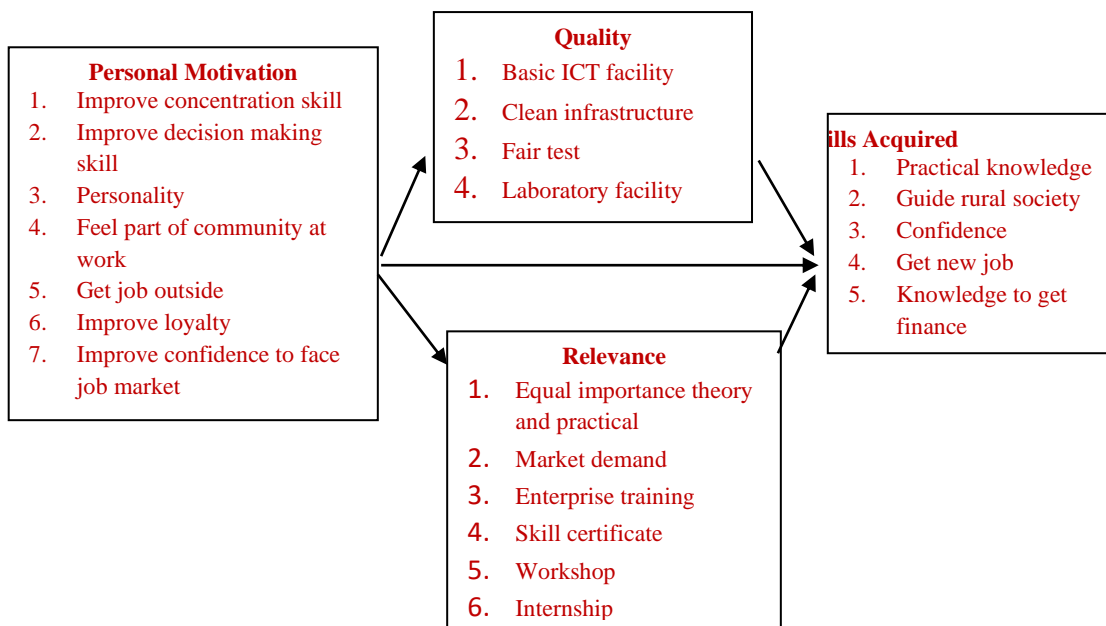 Personal Motivation
1. Improve concentration skill
2. Improve decision making
skill
3. Personality
4. Feel part of community at
work
5. Get job outside
6. Improve loyalty
7. Improve confidence to face
job market
Quality
1. Basic ICT facility
2. Clean infrastructure
3. Fair test
4. Laboratory facility
Relevance
1. Equal importance theory
and practical
2. Market demand
3. Enterprise training
4. Skill certificate
5. Workshop
6. Internship
ills Acquired
1. Practical knowledge
2. Guide rural society
3. Confidence
4. Get new job
5. Knowledge to get
finance